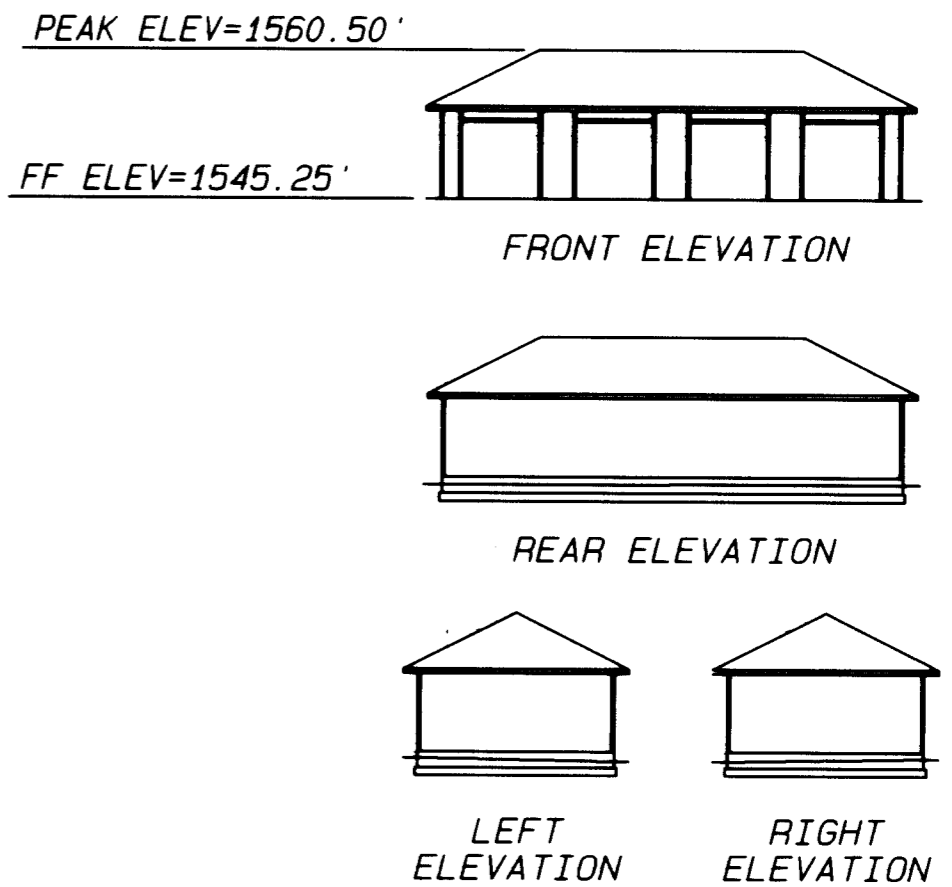 PEAK ELEV=1560.50'
FF ELEV=1545.25'
FRONT ELEVATION
REAR ELEVATION
LEFT
ELEVATION
RIGHT
ELEVATION